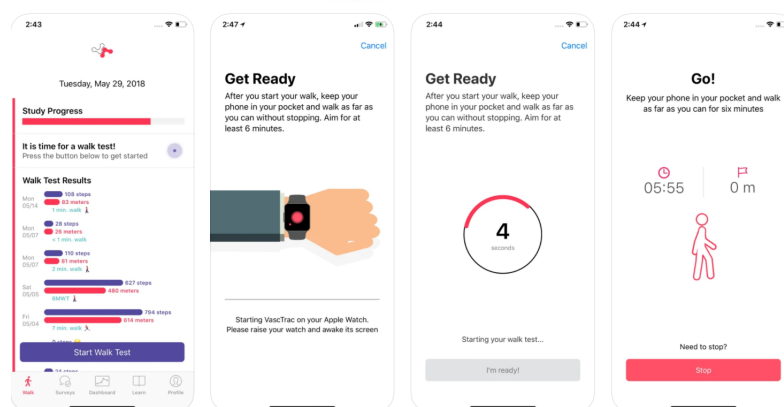 2:43
Tuesday, May 29, 2018
Study Progress
It is time for a walk test!
Press the button below to get started
Walk Test Results
Mon
05/14
108 steps
83 meters
1 min. walk
Mon
05/07
28 steps
26 meters
< 1 min. walk
Mon
05/07
110 steps
81 meters
2 min. walk
Sat
05/05
627 steps
480 meters
6MWT
Fri
05/04
794 steps
614 meters
7 min. walk
Start Walk Test
Walk
Surveys
Dashboard
Learn
Profile
2:47
Cancel
Get Ready
After you start your walk, keep your
phone in your pocket and walk as far as
you can without stopping. Aim for at
least 6 minutes.
Starting VascTrac on your Apple Watch.
Please raise your watch and awake its screen
2:44
Cancel
Get Ready
After you start your walk, keep your
phone in your pocket and walk as far as
you can without stopping. Aim for at
least 6 minutes.
4
seconds
Starting your walk test...
I'm ready!
2:44
Go!
Keep your phone in your pocket and walk
as far as you can for six minutes
05:55
0 m
Need to stop?
Stop